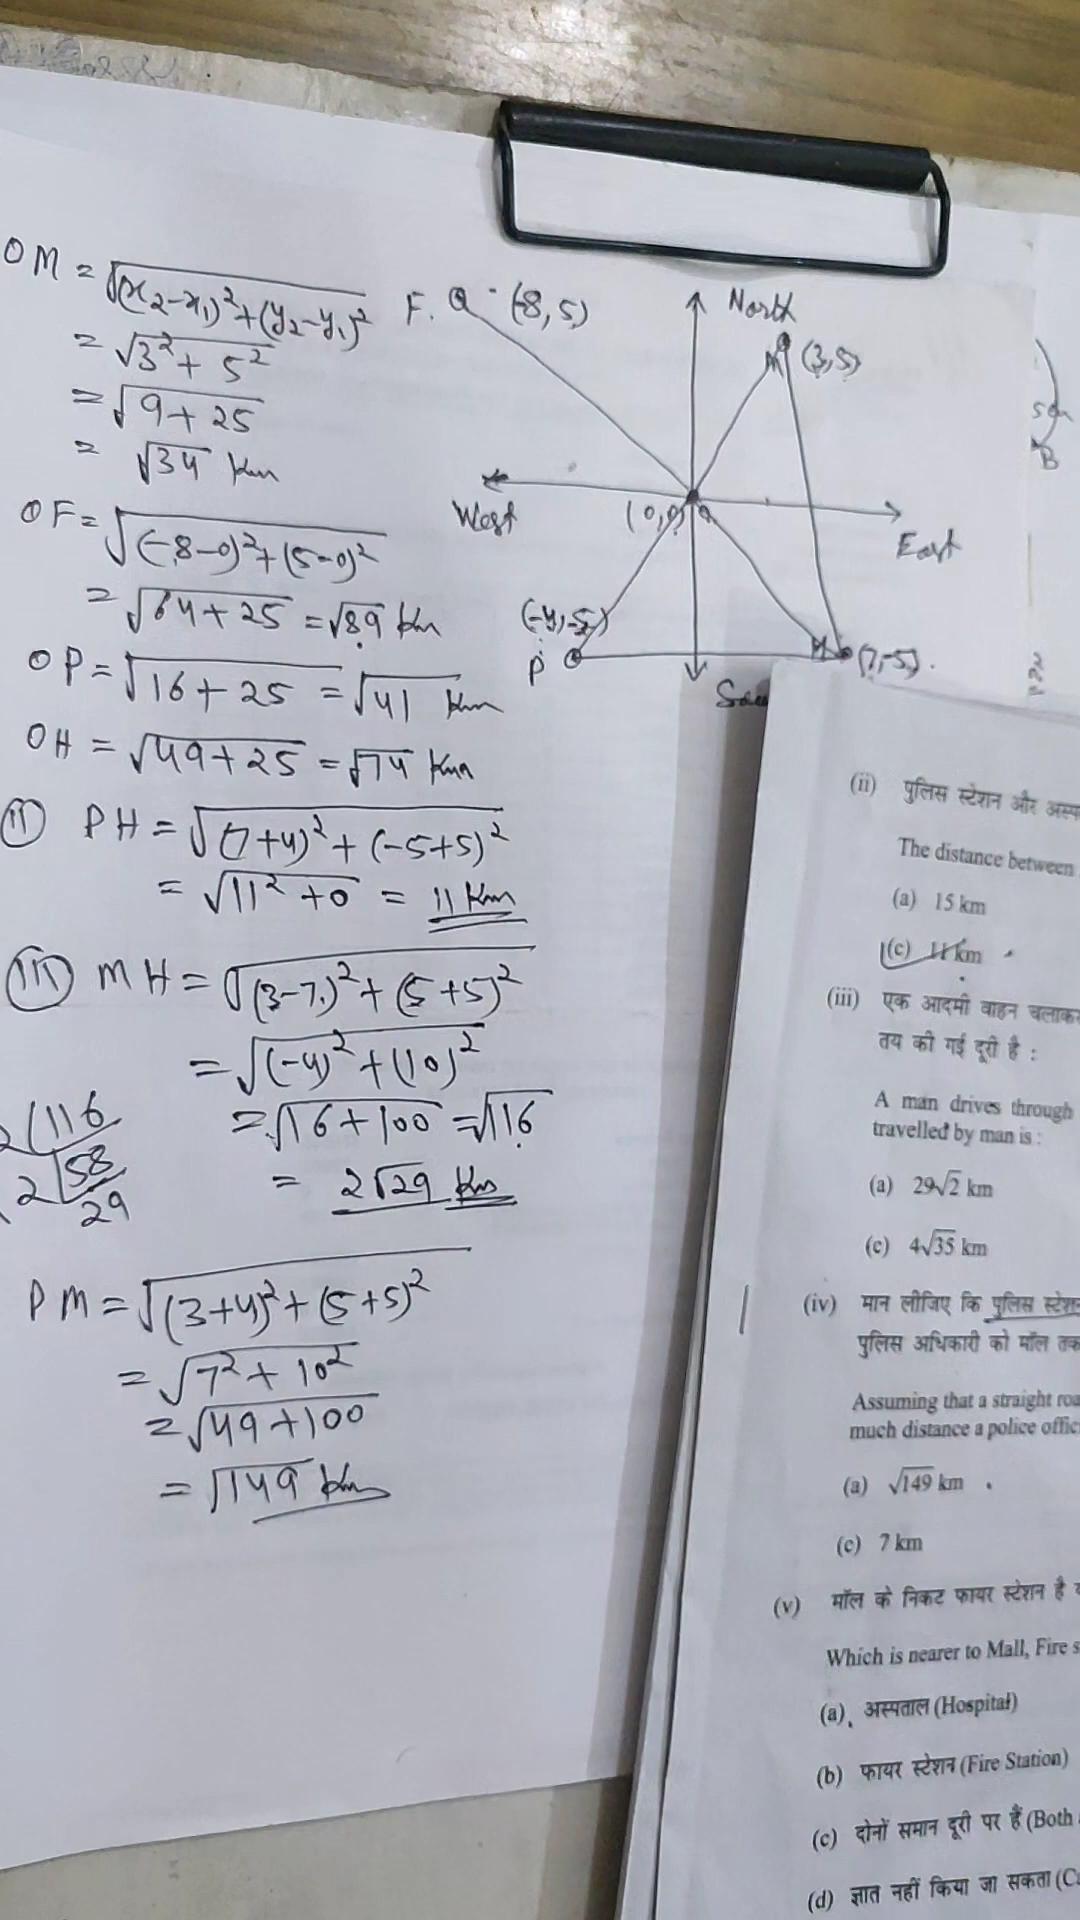 OM = √(x₂-x₁)²+(y₂-y₁)²
= √3²+ 5²
= √9+ 25
= √34 Km
OF = √(-8-0)²+(5-0)²
= √64+25 = √89 Km
OP = √16+25 = √41 Km
OH = √49+25 = √74 Km
(ii) PH = √(7+4)²+(-5+5)²
= √11²+0 = 11 Km
(iii) MH = √(3-7)²+(5+5)²
= √(-4)²+(10)²
= √16+100 = √116
= 2√29 Km
2 116
2 58
29
PM = √(3+4)²+(5+5)²
= √7²+10²
= √49+100
= √149 Km
F. (-8,5)
North
M (3,5)
West
(0,0)
East
(-4,-5)
P
H (7,-5).
B
(ii) पुलिस स्टेशन और
The distance between
(a) 15 km
(c) 11 km
(iii) एक आदमी वाहन चलाकर
तय की गई दूरी है :
A man drives through
travelled by man is :
(a) 29√2 km
(c) 4√35 km
(iv) मान लीजिए कि पुलिस स्टेशन
पुलिस अधिकारी को मॉल तक
Assuming that a straight
much distance a police
(a) √149 km
(c) 7 km
(v) मॉल के निकट फायर स्टेशन है
Which is nearer to Mall, Fire
(a) अस्पताल (Hospital)
(b) फायर स्टेशन (Fire Station)
(c) दोनों समान दूरी पर हैं (Both
(d) ज्ञात नहीं किया जा सकता